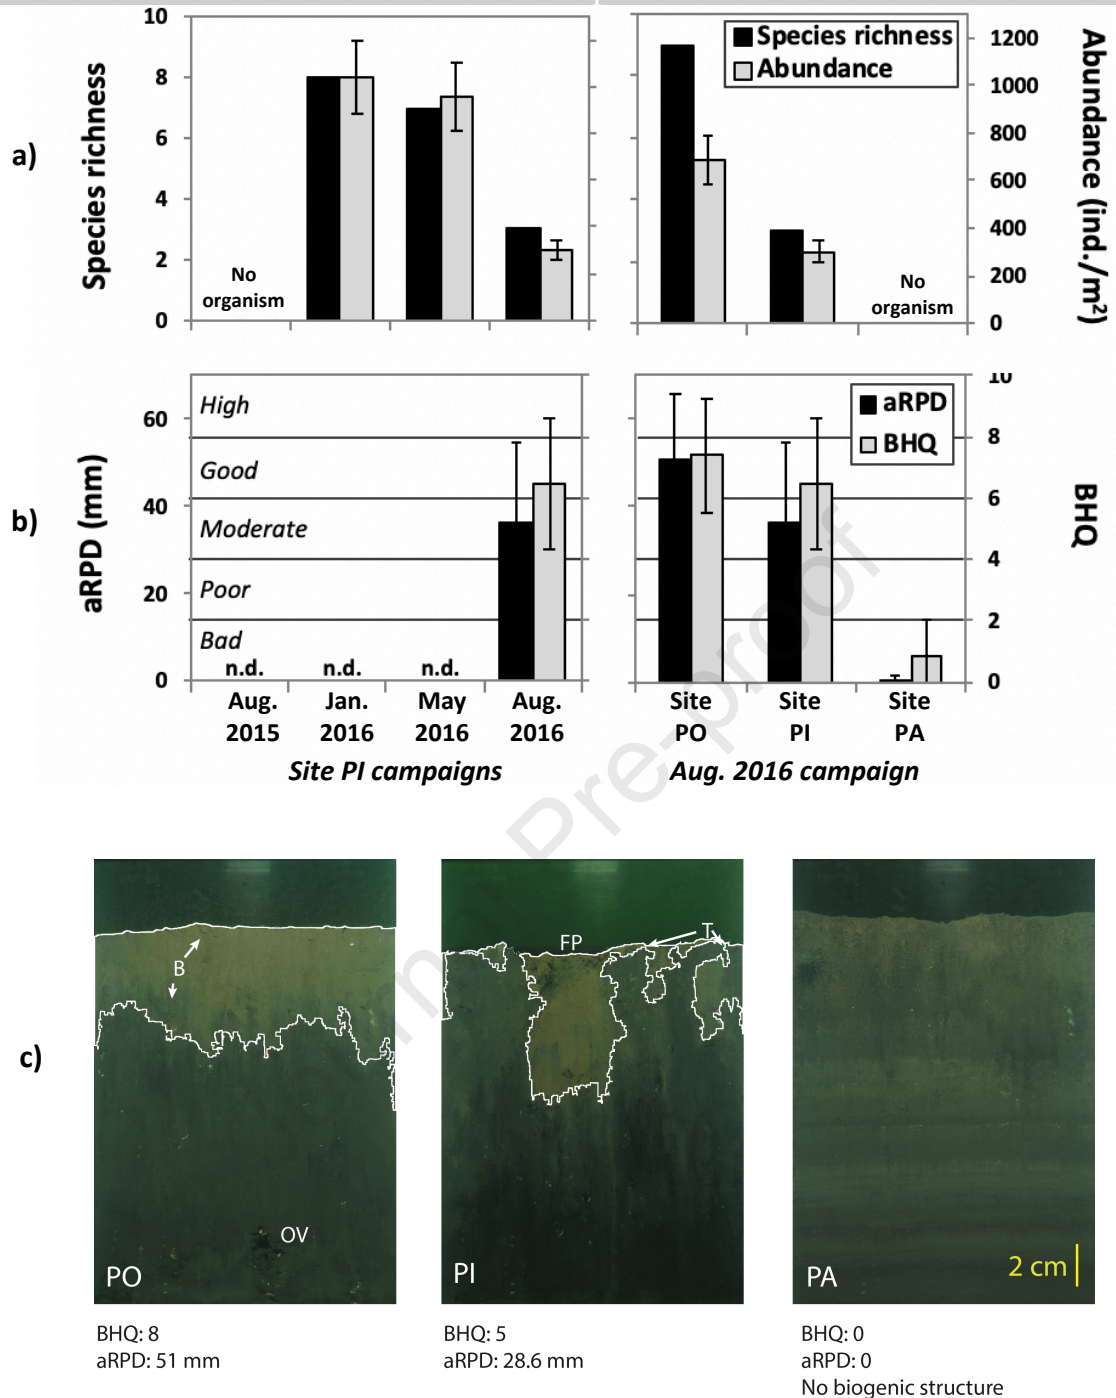 a)
Species richness
10
8
6
4
2
0
No
organism
Species richness
Abundance
No
organism
1200
1000
800
600
400
200
0
Abundance (ind./m²)
b)
aRPD (mm)
60
40
20
0
High
Good
Moderate
Poor
Bad
n.d.
n.d.
n.d.
aRPD
BHQ
10
8
6
4
2
0
BHQ
Aug.
2015
Jan.
2016
May
2016
Aug.
2016
Site
PO
Site
PI
Site
PA
Site PI campaigns
Aug. 2016 campaign
Pre-proof
c)
B
OV
PO
FP
T
PI
PA
2 cm
BHQ: 8
aRPD: 51 mm
BHQ: 5
aRPD: 28.6 mm
BHQ: 0
aRPD: 0
No biogenic structure